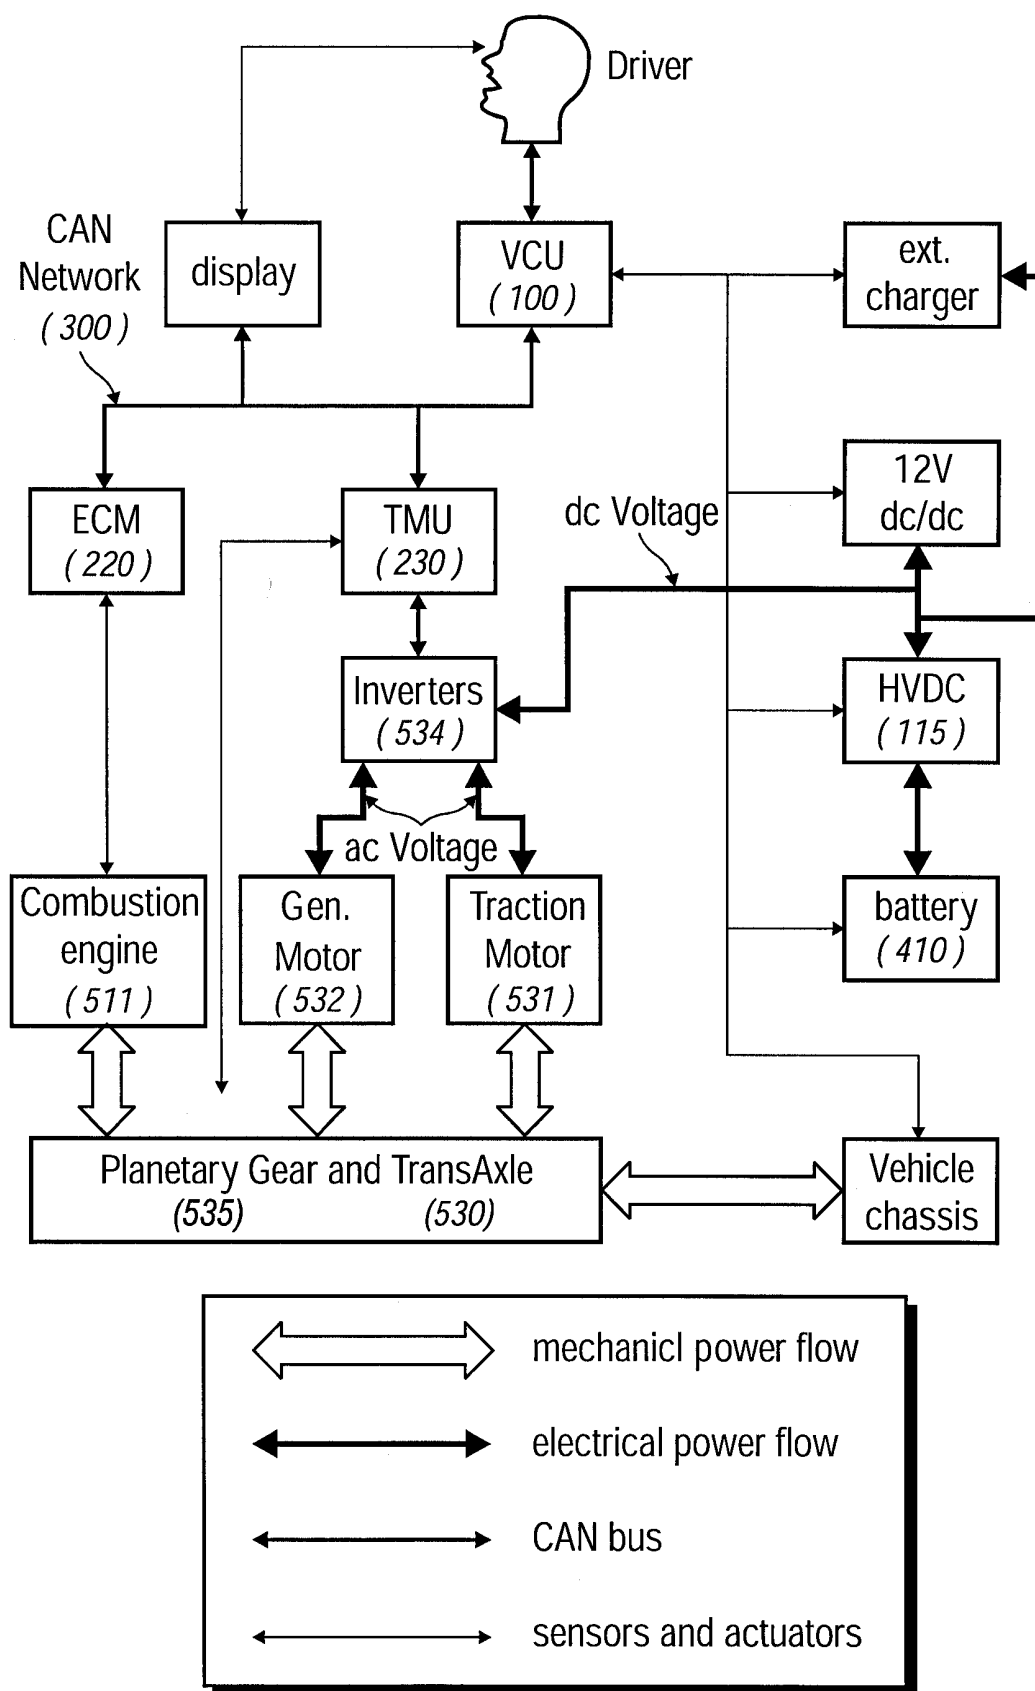 Driver
CAN
Network
(300)
display
VCU
(100)
ext.
charger
ECM
(220)
TMU
(230)
dc Voltage
12V
dc/dc
Inverters
(534)
HVDC
(115)
ac Voltage
Combustion
engine
(511)
Gen.
Motor
(532)
Traction
Motor
(531)
battery
(410)
Planetary Gear and TransAxle
(535) (530)
Vehicle
chassis
mechanicl power flow
electrical power flow
CAN bus
sensors and actuators